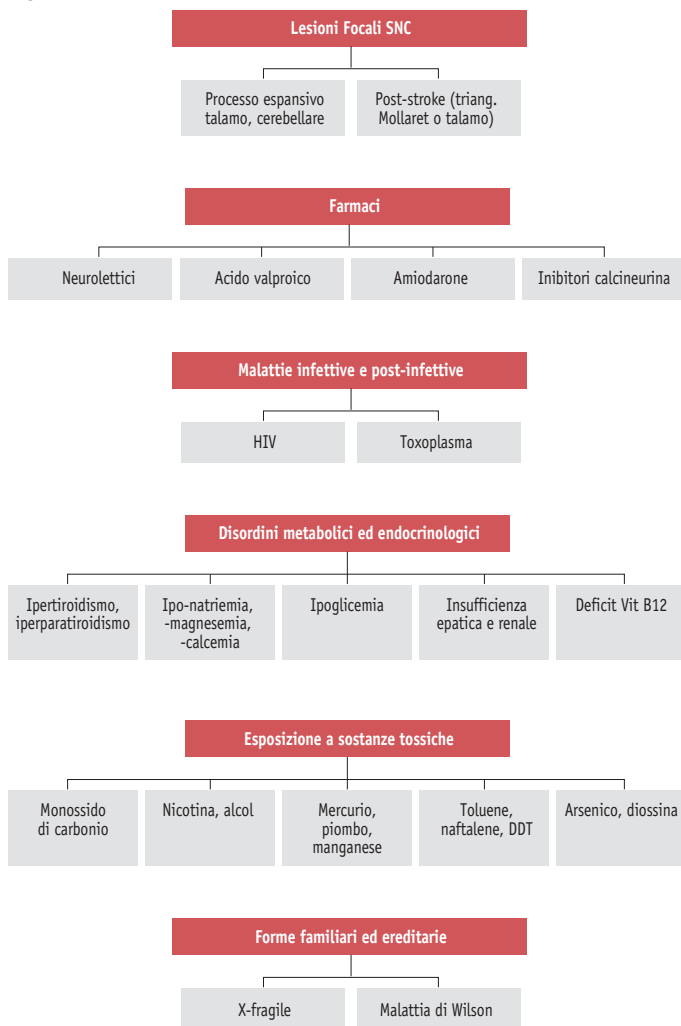 Lesioni Focali SNC
Processo espansivo
talamo, cerebellare
Post-stroke (triang.
Mollaret o talamo)
Farmaci
Neurolettici
Acido valproico
Amiodarone
Inibitori calcineurina
Malattie infettive e post-infettive
HIV
Toxoplasma
Disordini metabolici ed endocrinologici
Ipertiroidismo,
iperparatiroidismo
Ipo-natriemia,
-magnesemia,
-calcemia
Ipoglicemia
Insufficienza
epatica e renale
Deficit Vit B12
Esposizione a sostanze tossiche
Monossido
di carbonio
Nicotina, alcol
Mercurio,
piombo,
manganese
Toluene,
naftalene, DDT
Arsenico, diossina
Forme familiari ed ereditarie
X-fragile
Malattia di Wilson